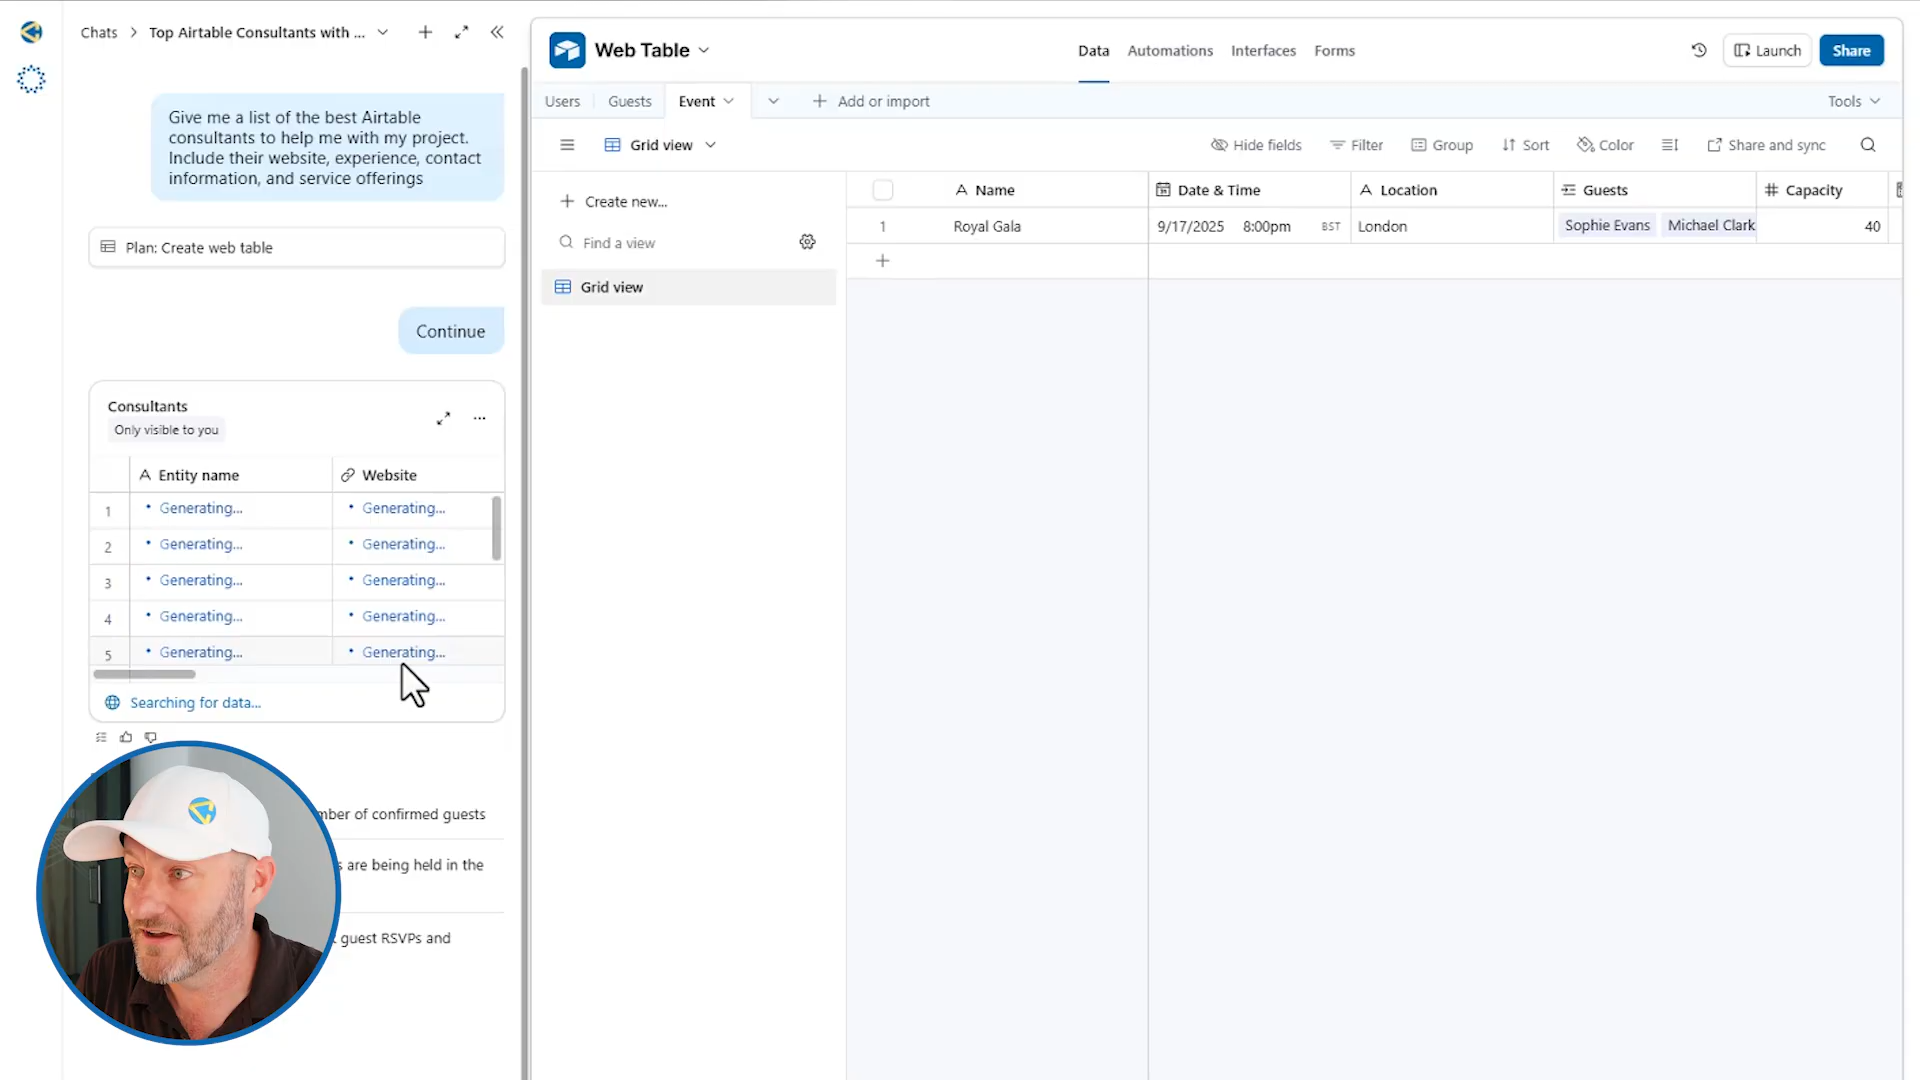 Chats > Top Airtable Consultants with ...
Give me a list of the best Airtable
consultants to help me with my project.
Include their website, experience, contact
information, and service offerings
Plan: Create web table
Continue
Consultants
Only visible to you
Entity name Website
1 Generating... Generating...
2 Generating... Generating...
3 Generating... Generating...
4 Generating... Generating...
5 Generating... Generating...
Searching for data...
of confirmed guests
are being held in the
guest RSVPs and
Web Table
Data Automations Interfaces Forms
Launch Share
Users Guests Event + Add or import Tools
Grid view
Hide fields Filter Group Sort Color Share and sync
+ Create new...
Find a view
Grid view
Name Date & Time Location Guests Capacity
1 Royal Gala 9/17/2025 8:00pm BST London Sophie Evans Michael Clark 40
+